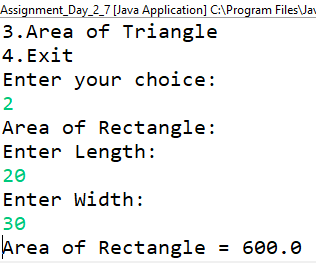 Assignment_Day_2_7 [Java Application] C:\Program Files\Jav
3.Area of Triangle
4.Exit
Enter your choice:
2
Area of Rectangle:
Enter Length:
20
Enter Width:
30
Area of Rectangle = 600.0